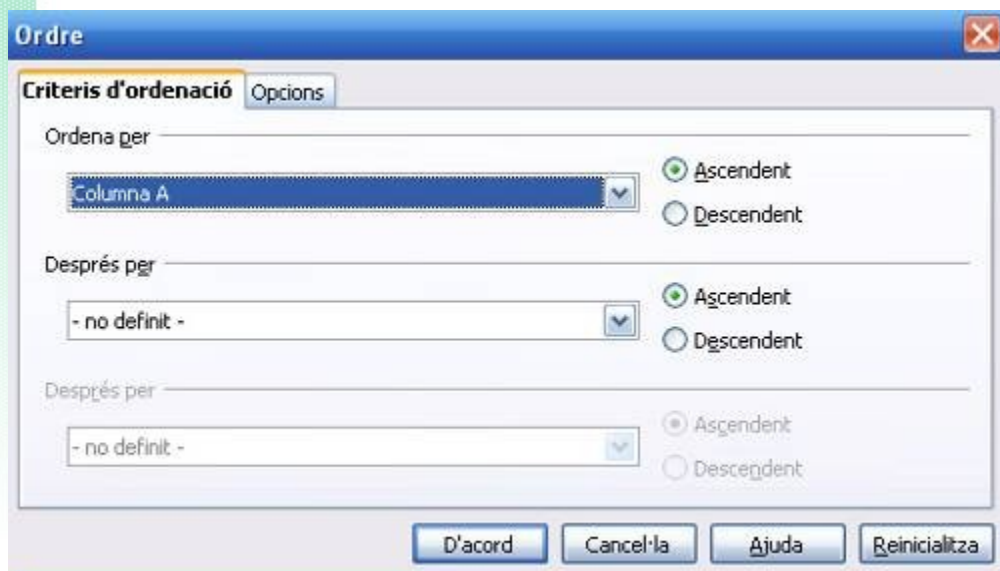 Ordre
Criteris d'ordenació Opcions
Ordena per
Columna A
Ascendent
Descendent
Després per
- no definit -
Ascendent
Descendent
Després per
- no definit -
Ascendent
Descendent
D'acord Cancel·la Ajuda Reinicialitza